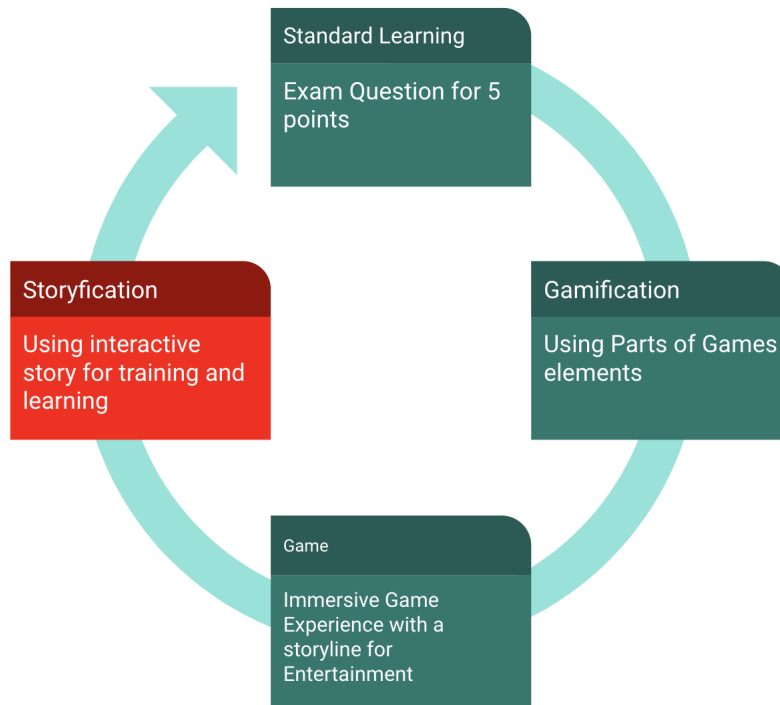 Standard Learning
Exam Question for 5
points
Gamification
Using Parts of Games
elements
Game
Immersive Game
Experience with a
storyline for
Entertainment
Storyfication
Using interactive
story for training and
learning